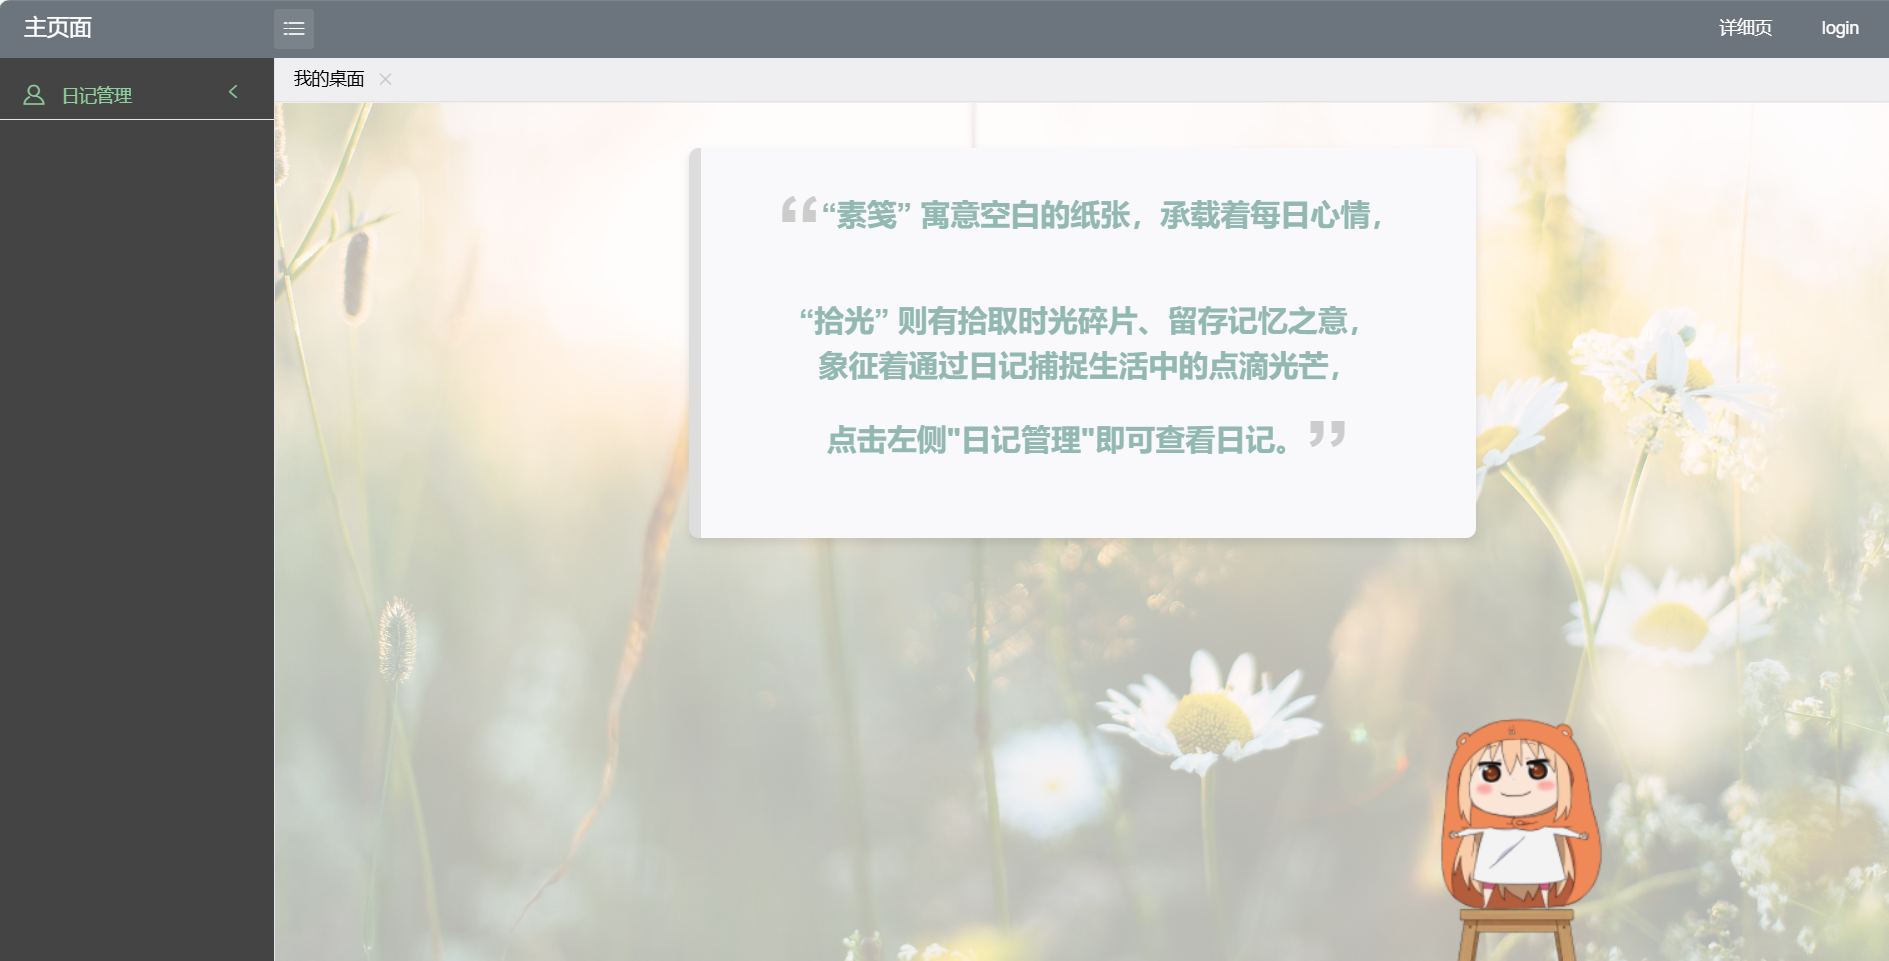 主页面
详细页
login
日记管理
我的桌面
“素笺” 寓意空白的纸张，承载着每日心情，
“拾光” 则有拾取时光碎片、留存记忆之意，
象征着通过日记捕捉生活中的点滴光芒，
点击左侧"日记管理"即可查看日记。